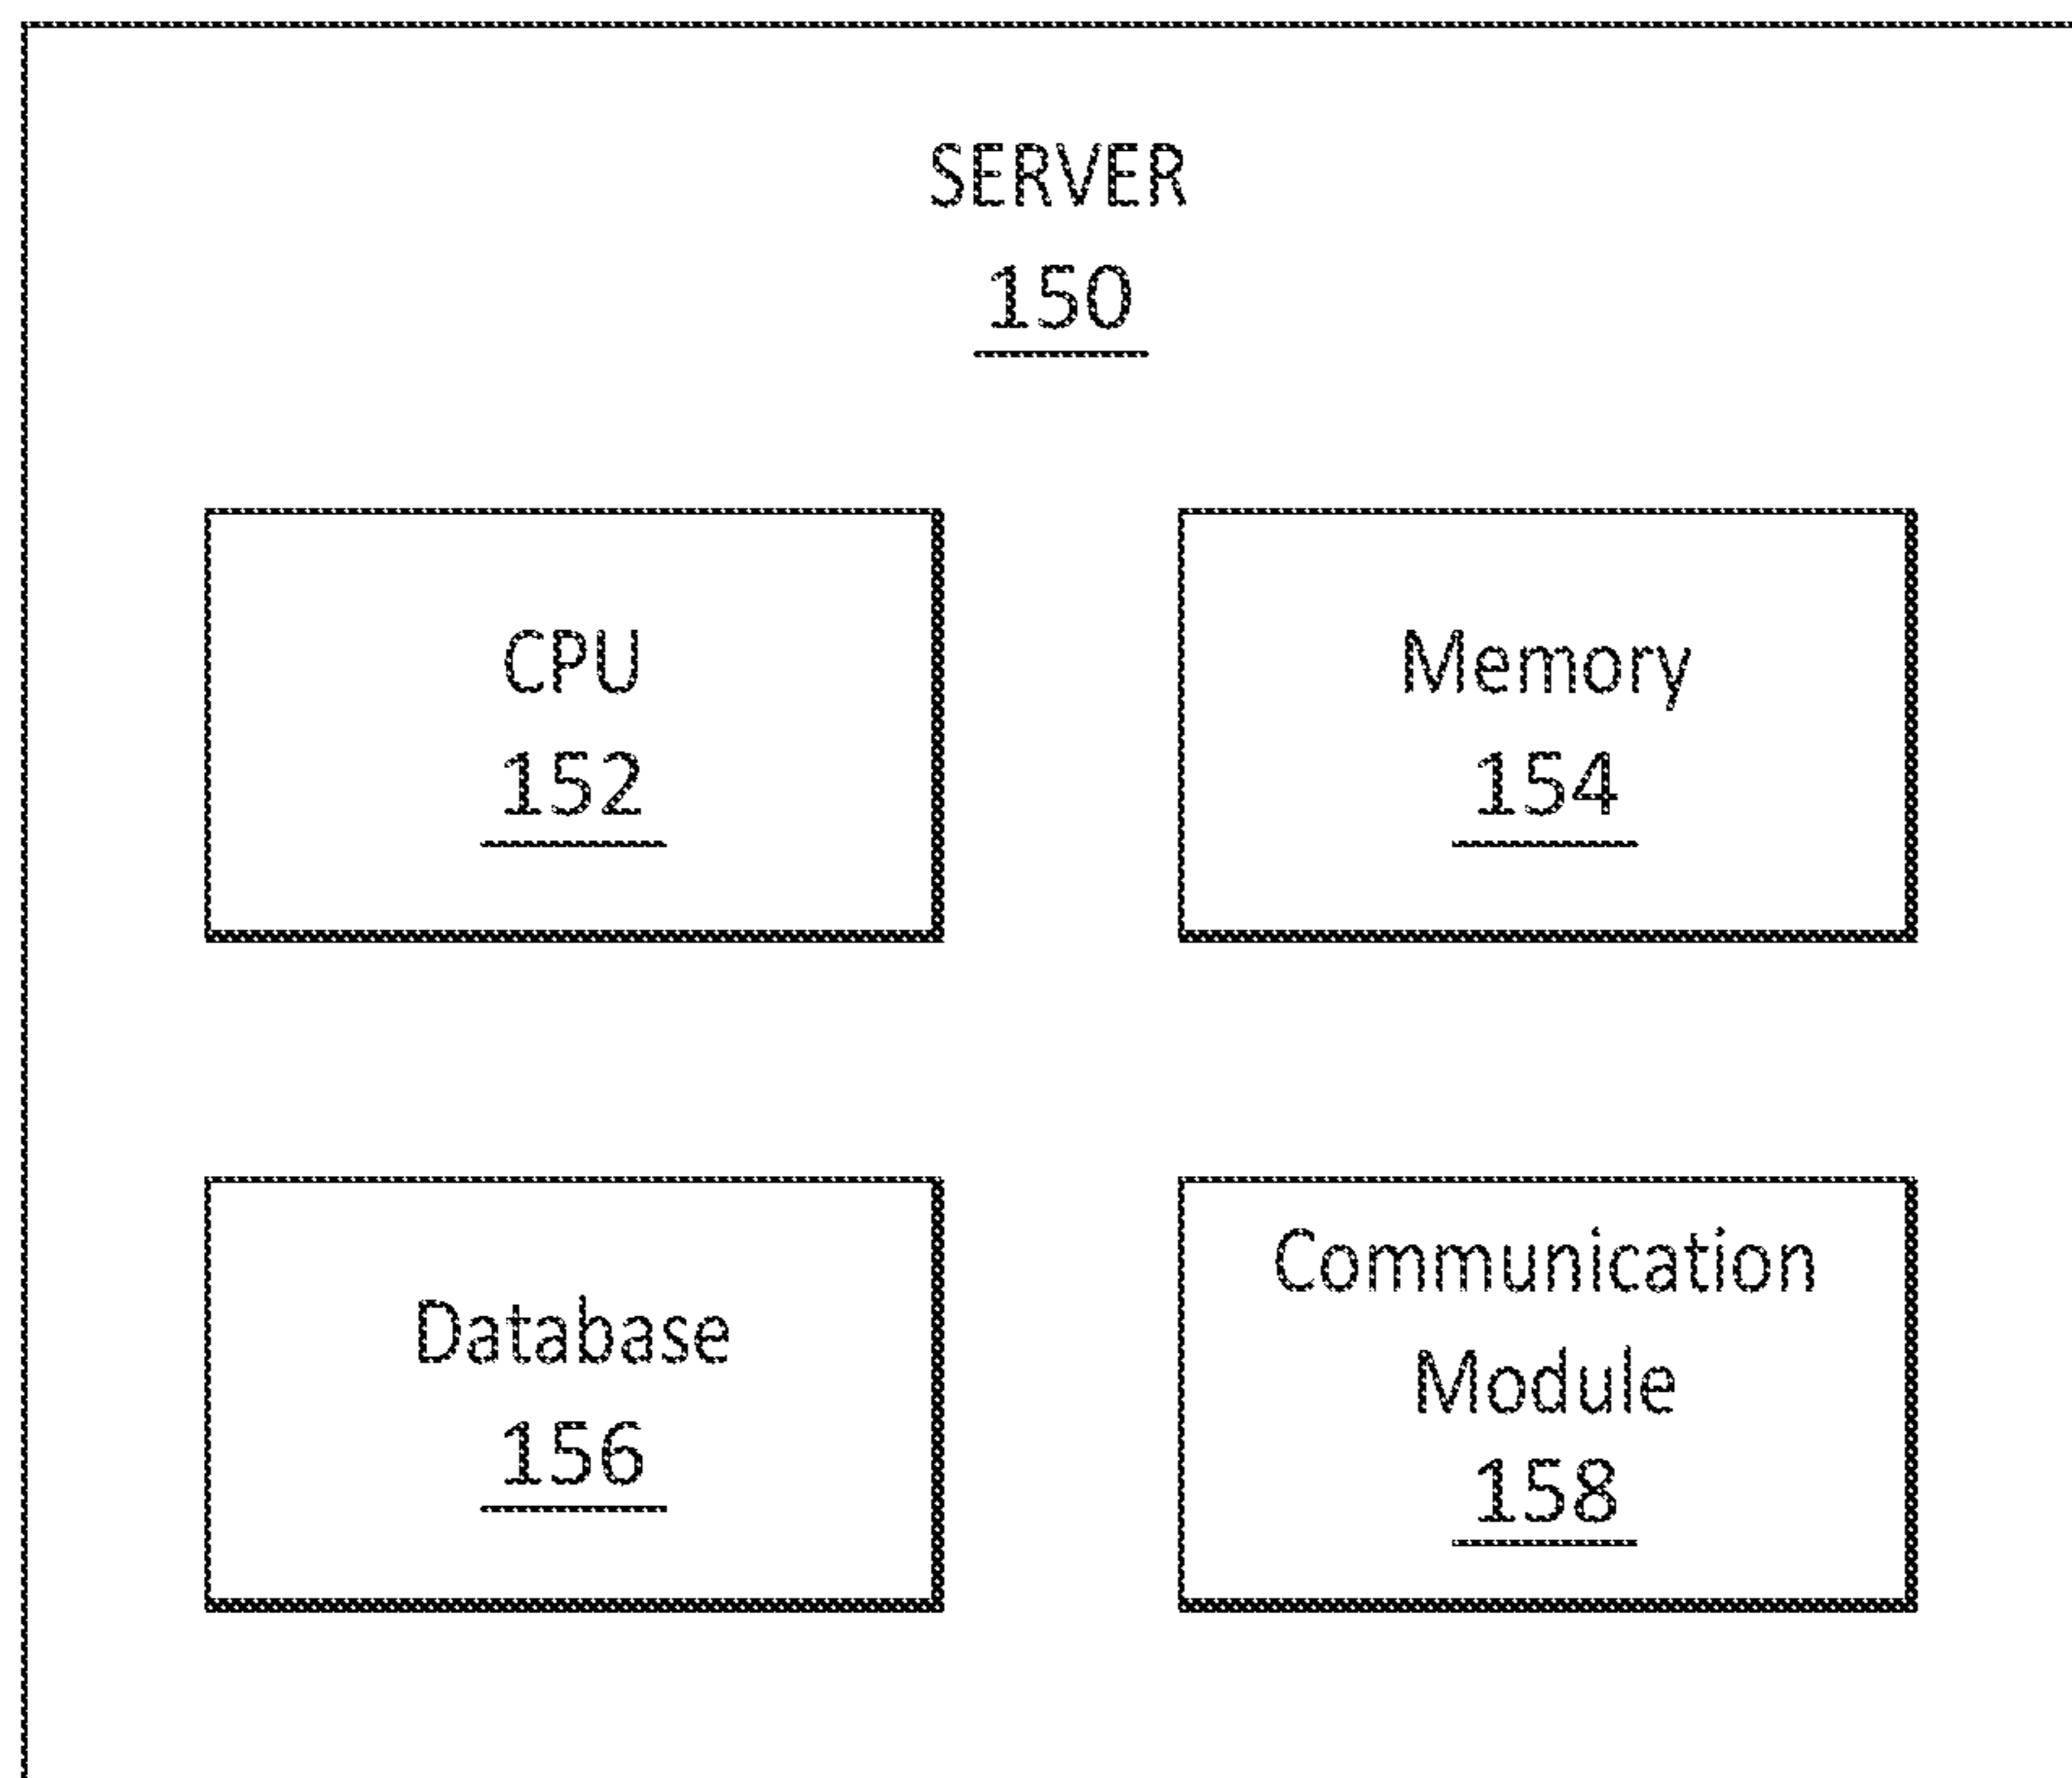 SERVER
150
CPU
152
Memory
154
Database
156
Communication
Module
158